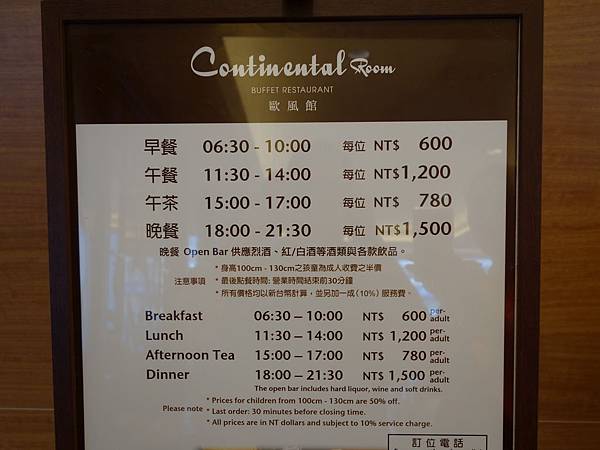 Continental Room
BUFFET RESTAURANT
歐風館
早餐 06:30 - 10:00 每位 NT$ 600
午餐 11:30 - 14:00 每位 NT$ 1,200
午茶 15:00 - 17:00 每位 NT$ 780
晚餐 18:00 - 21:30 每位 NT$ 1,500
晚餐 Open Bar 供應烈酒、紅/白酒等酒類與各款飲品。
* 身高100cm - 130cm之孩童為成人收費之半價
注意事項 * 最後點餐時間: 營業時間結束前30分鐘
* 所有價格均以新台幣計算，並另加一成(10%)服務費。
Breakfast 06:30 – 10:00 NT$ 600 per-adult
Lunch 11:30 – 14:00 NT$ 1,200 per-adult
Afternoon Tea 15:00 – 17:00 NT$ 780 per-adult
Dinner 18:00 – 21:30 NT$ 1,500 per-adult
The open bar includes hard liquor, wine and soft drinks.
* Prices for children from 100cm - 130cm are 50% off.
Please note * Last order: 30 minutes before closing time.
* All prices are in NT dollars and subject to 10% service charge.
訂位電話